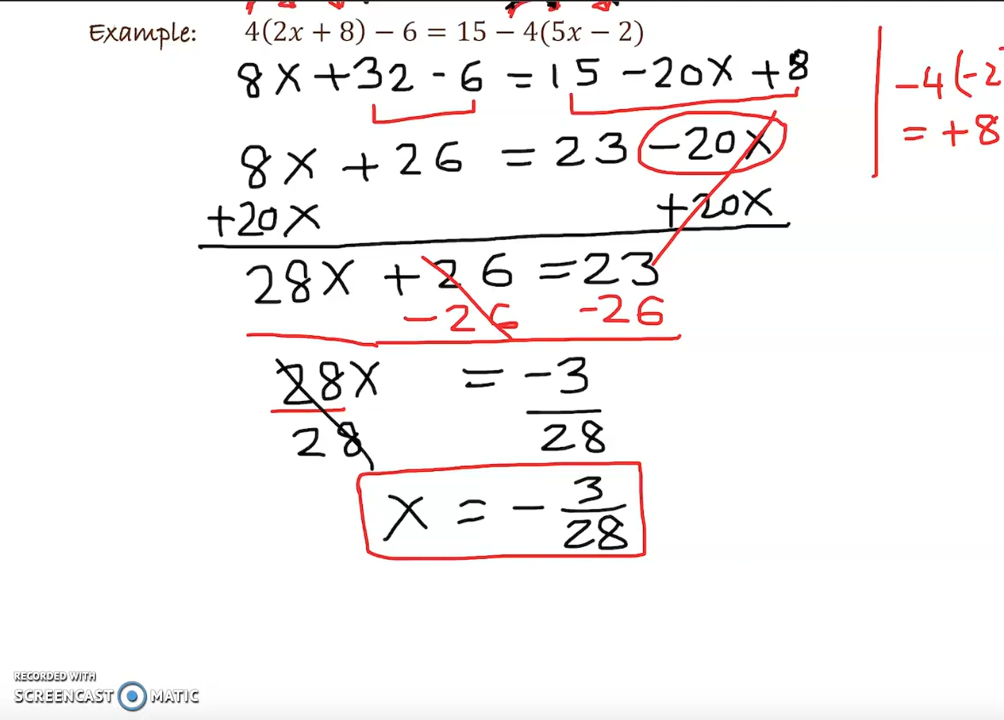 Example: 4(2x + 8) − 6 = 15 − 4(5x − 2)
8x + 32 - 6 = 15 - 20x + 8
8x + 26 = 23 - 20x
+20x +20x
28x + 26 = 23
- 26 - 26
28x = -3
28 28
x = - 3/28
-4(-2
= +8
RECORDED WITH
SCREENCAST MATIC